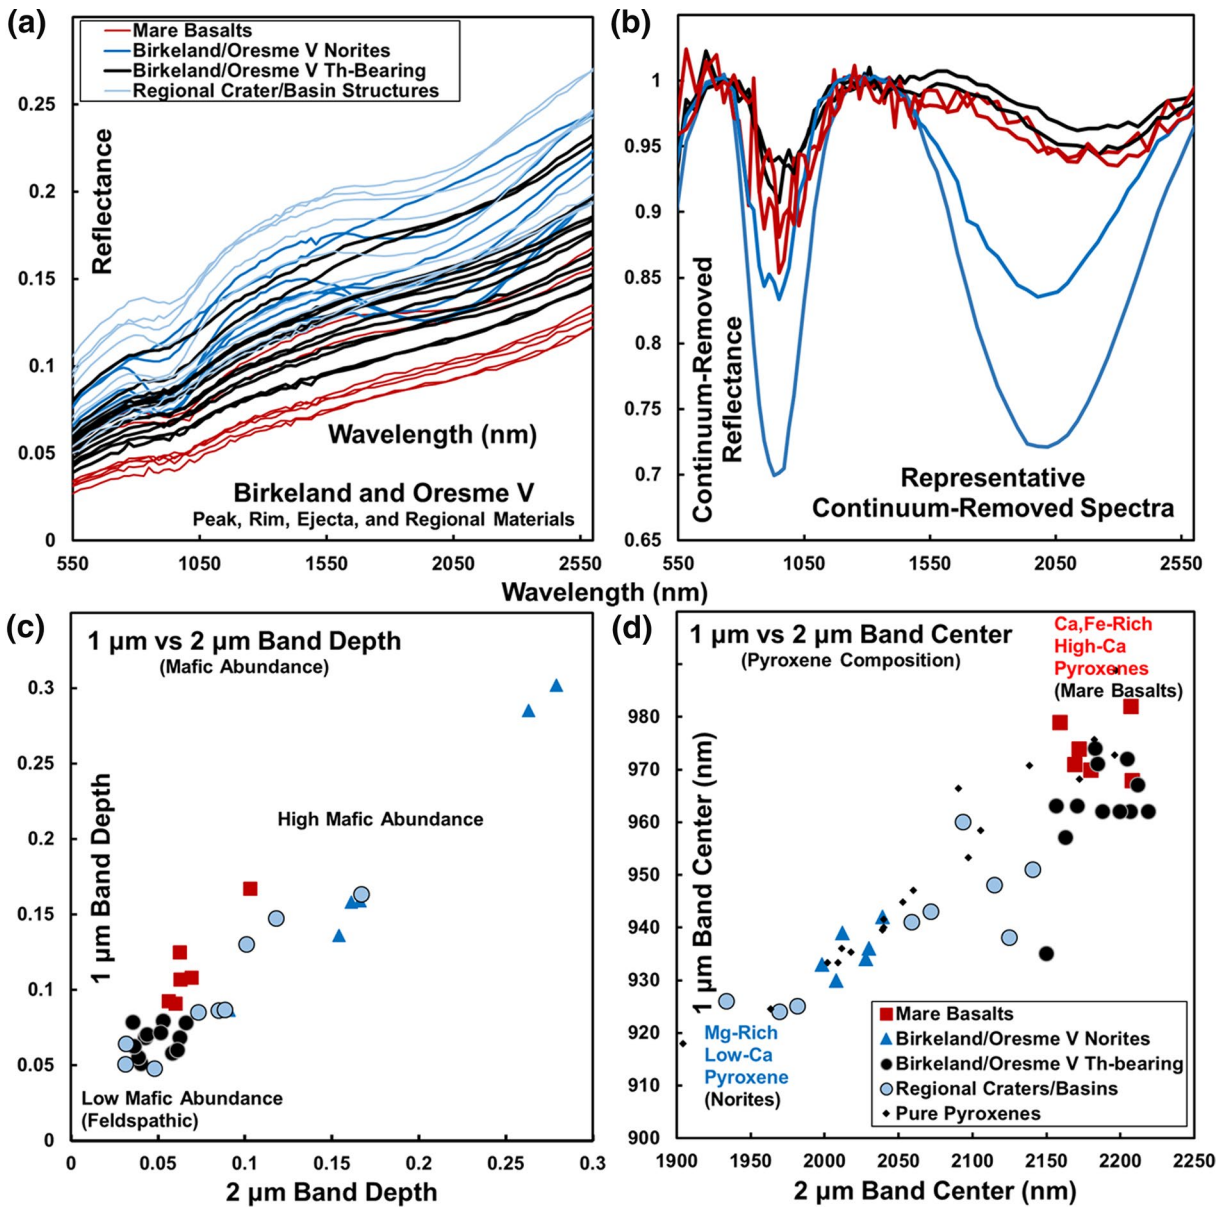 (a)
Mare Basalts
Birkeland/Oresme V Norites
Birkeland/Oresme V Th-Bearing
Regional Crater/Basin Structures
0.25
0.2
0.15
0.1
0.05
0
Reflectance
Wavelength (nm)
Birkeland and Oresme V
Peak, Rim, Ejecta, and Regional Materials
550 1050 1550 2050 2550
(b)
1
0.95
0.9
0.85
0.8
0.75
0.7
0.65
Continuum-Removed
Reflectance
Representative
Continuum-Removed Spectra
550 1050 1550 2050 2550
Wavelength (nm)
(c)
1 µm vs 2 µm Band Depth
(Mafic Abundance)
0.3
0.25
0.2
0.15
0.1
0.05
0
1 µm Band Depth
High Mafic Abundance
Low Mafic Abundance
(Feldspathic)
0 0.05 0.1 0.15 0.2 0.25 0.3
2 µm Band Depth
(d)
1 µm vs 2 µm Band Center
(Pyroxene Composition)
Ca,Fe-Rich
High-Ca
Pyroxenes
(Mare Basalts)
980
970
960
950
940
930
920
910
900
1 µm Band Center (nm)
Mg-Rich
Low-Ca
Pyroxene
(Norites)
Mare Basalts
Birkeland/Oresme V Norites
Birkeland/Oresme V Th-bearing
Regional Craters/Basins
Pure Pyroxenes
1900 1950 2000 2050 2100 2150 2200 2250
2 µm Band Center (nm)